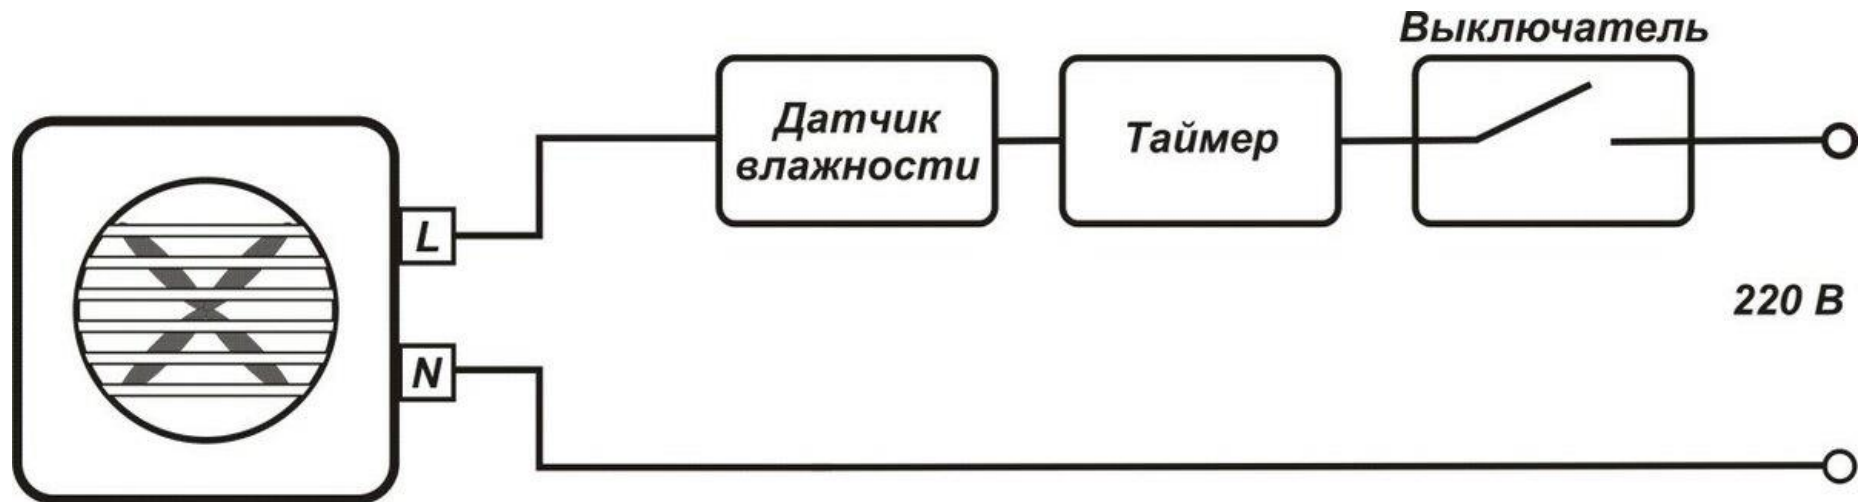 Выключатель
Датчик
влажности
Таймер
L
220 В
N